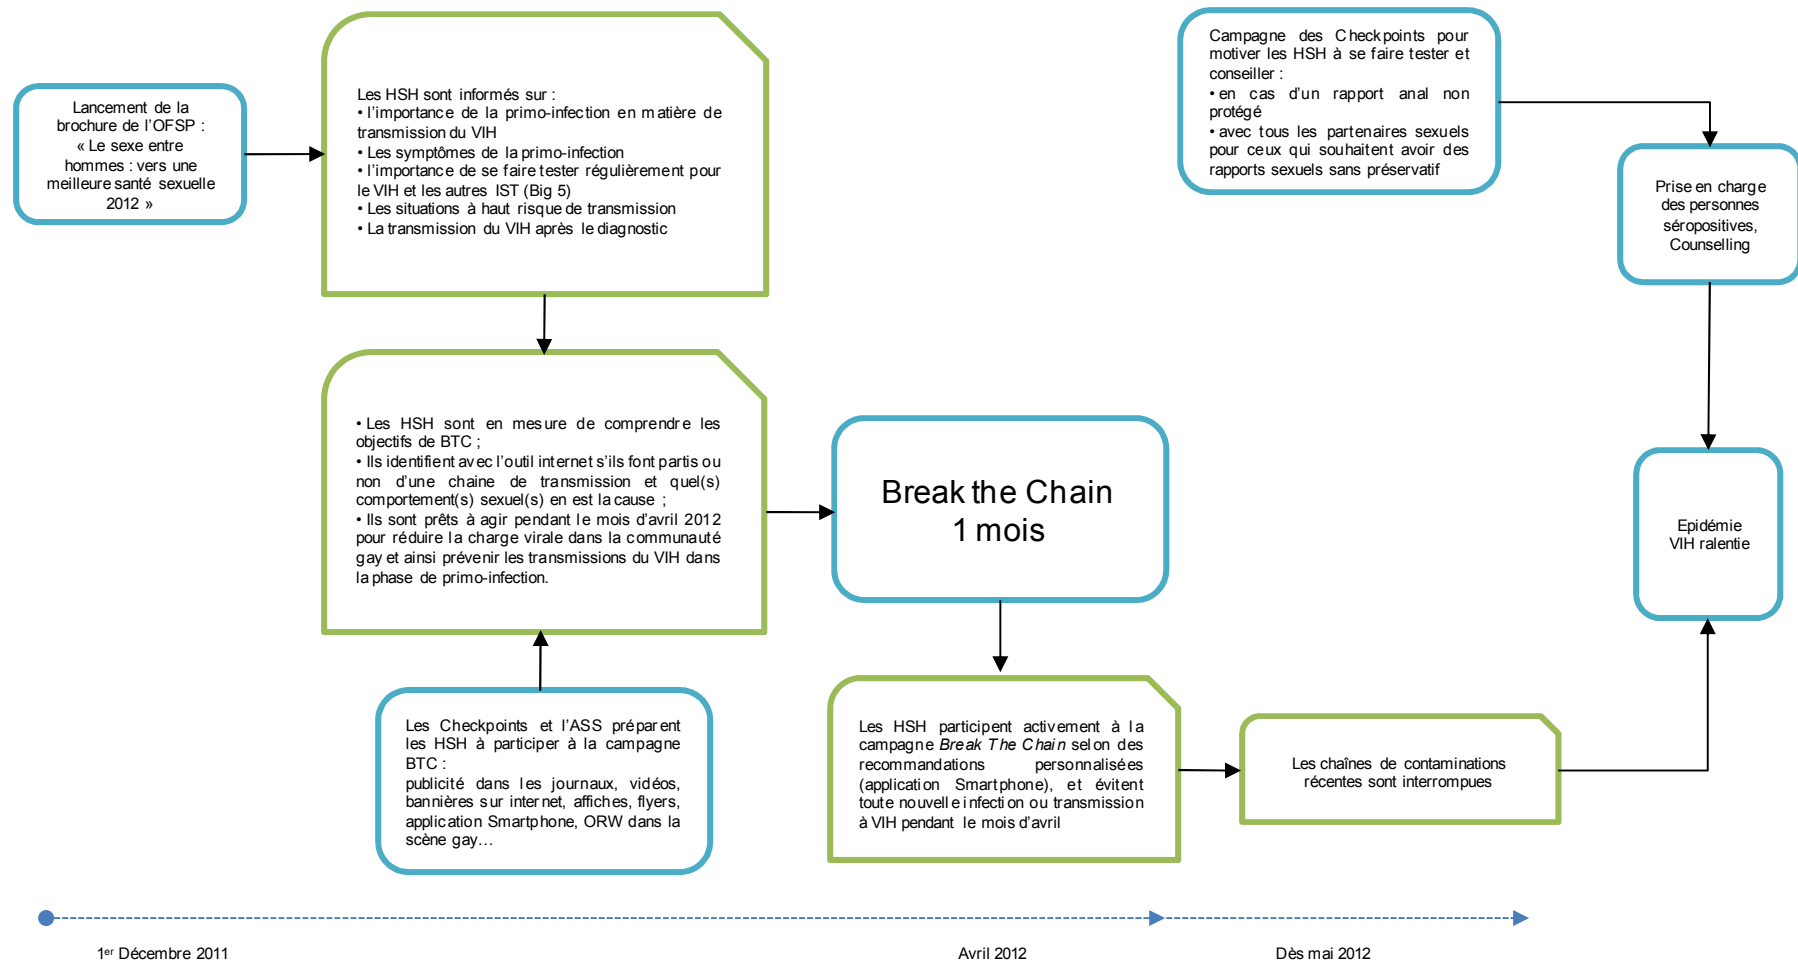 Lancement de la
brochure de l'OFSP :
« Le sexe entre
hommes : vers une
meilleure santé sexuelle
2012 »
Les HSH sont informés sur :
• l'importance de la primo-infection en matière de
transmission du VIH
• Les symptômes de la primo-infection
• l'importance de se faire tester régulièrement pour
le VIH et les autres IST (Big 5)
• Les situations à haut risque de transmission
• La transmission du VIH après le diagnostic
Campagne des Checkpoints pour
motiver les HSH à se faire tester et
conseiller :
• en cas d'un rapport anal non
protégé
• avec tous les partenaires sexuels
pour ceux qui souhaitent avoir des
rapports sexuels sans préservatif
Prise en charge
des personnes
séropositives,
Counselling
• Les HSH sont en mesure de comprendre les
objectifs de BTC ;
• Ils identifient avec l'outil internet s'ils font partis ou
non d'une chaine de transmission et quel(s)
comportement(s) sexuel(s) en est la cause ;
• Ils sont prêts à agir pendant le mois d'avril 2012
pour réduire la charge virale dans la communauté
gay et ainsi prévenir les transmissions du VIH dans
la phase de primo-infection.
Break the Chain
1 mois
Epidémie
VIH ralentie
Les Checkpoints et l'ASS préparent
les HSH à participer à la campagne
BTC :
publicité dans les journaux, vidéos,
bannières sur internet, affiches, flyers,
application Smartphone, ORW dans la
scène gay…
Les HSH participent activement à la
campagne Break The Chain selon des
recommandations personnalisées
(application Smartphone), et évitent
toute nouvelle infection ou transmission
à VIH pendant le mois d'avril
Les chaînes de contaminations
récentes sont interrompues
1er Décembre 2011
Avril 2012
Dès mai 2012